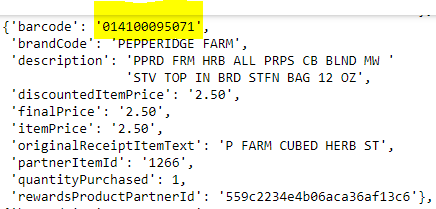 {'barcode': '014100095071',
'brandCode': 'PEPPERIDGE FARM',
'description': 'PPRD FRM HRB ALL PRPS CB BLND MW '
'STV TOP IN BRD STFN BAG 12 OZ',
'discountedItemPrice': '2.50',
'finalPrice': '2.50',
'itemPrice': '2.50',
'originalReceiptItemText': 'P FARM CUBED HERB ST',
'partnerItemId': '1266',
'quantityPurchased': 1,
'rewardsProductPartnerId': '559c2234e4b06aca36af13c6'},